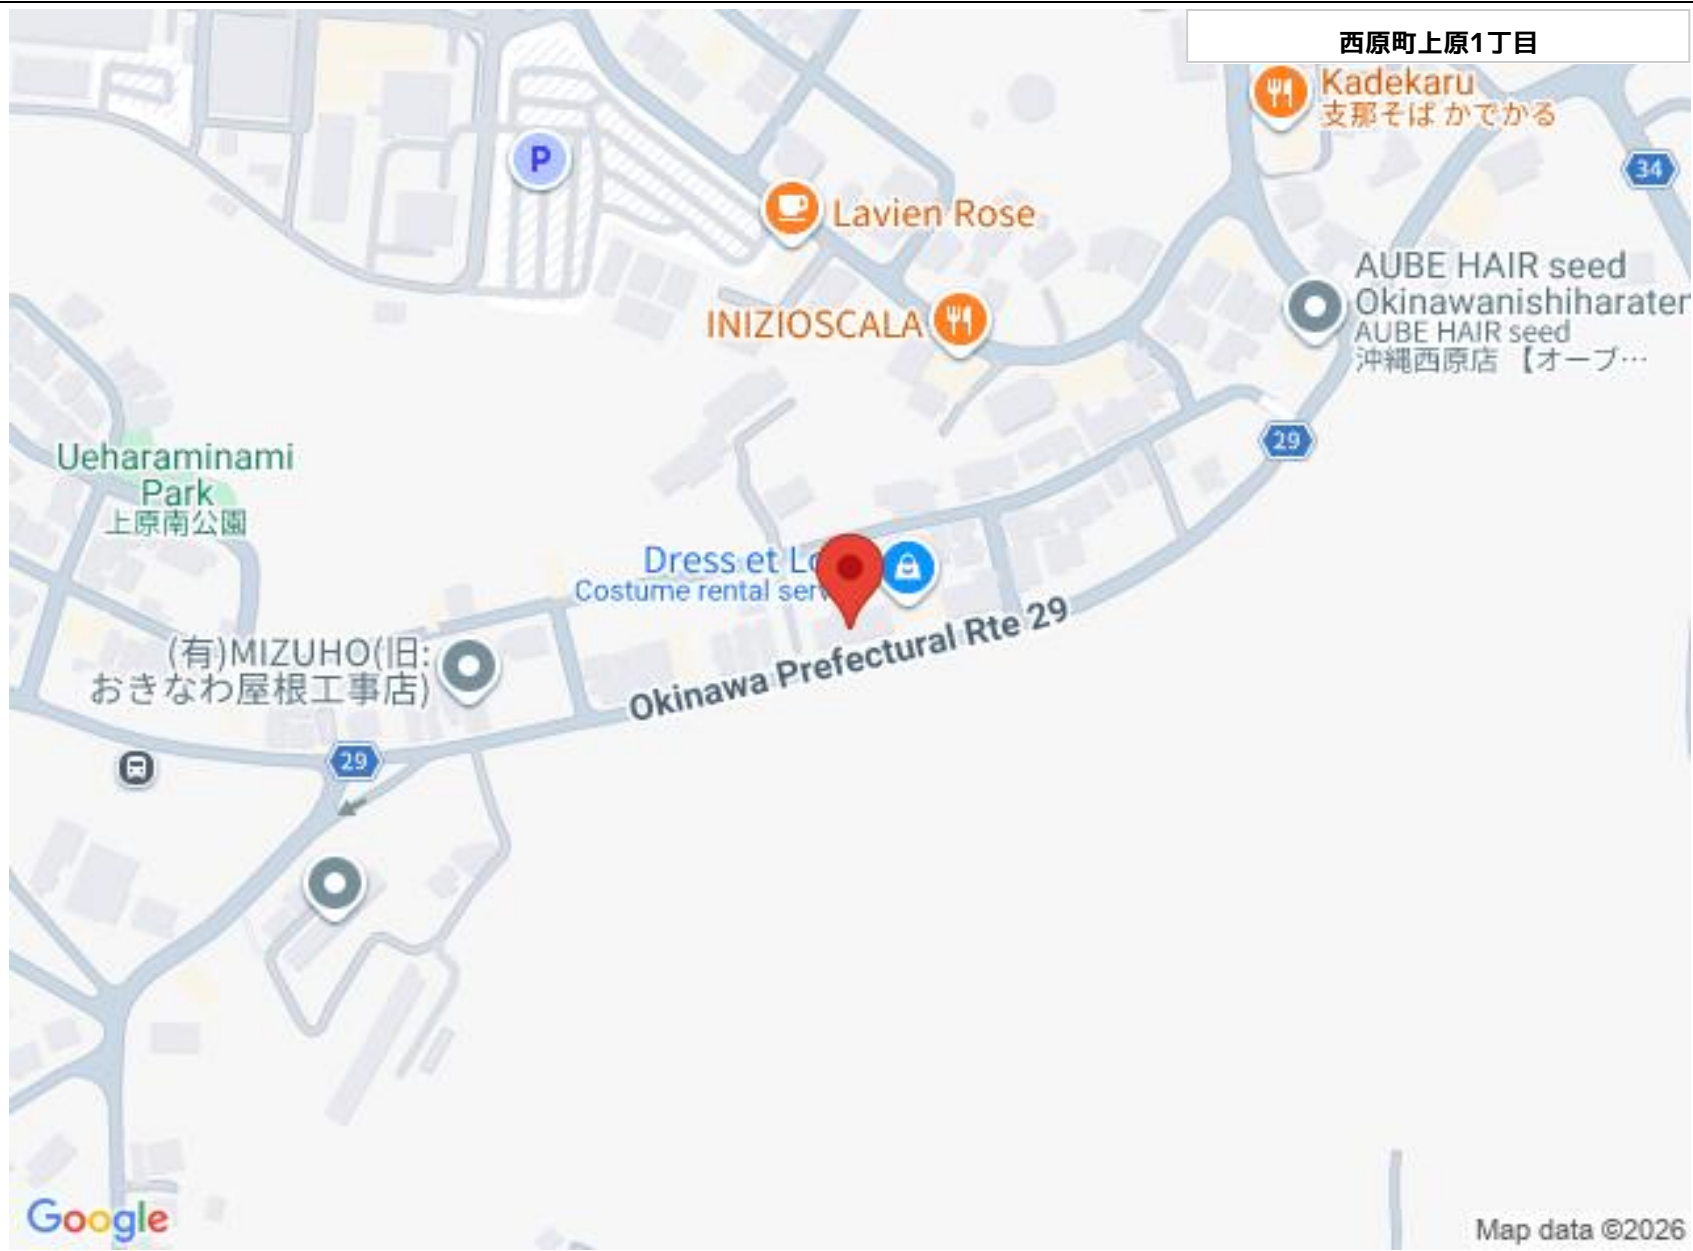 西原町上原1丁目
Kadekaru
支那そば かでかる
34
P
Lavien Rose
AUBE HAIR seed
Okinawanishiharaten
AUBE HAIR seed
沖縄西原店 【オーブ…
INIZIOSCALA
29
Ueharaminami
Park
上原南公園
Dress et Lo
Costume rental serv
Okinawa Prefectural Rte 29
(有)MIZUHO(旧:
おきなわ屋根工事店)
29
Google
Map data ©2026